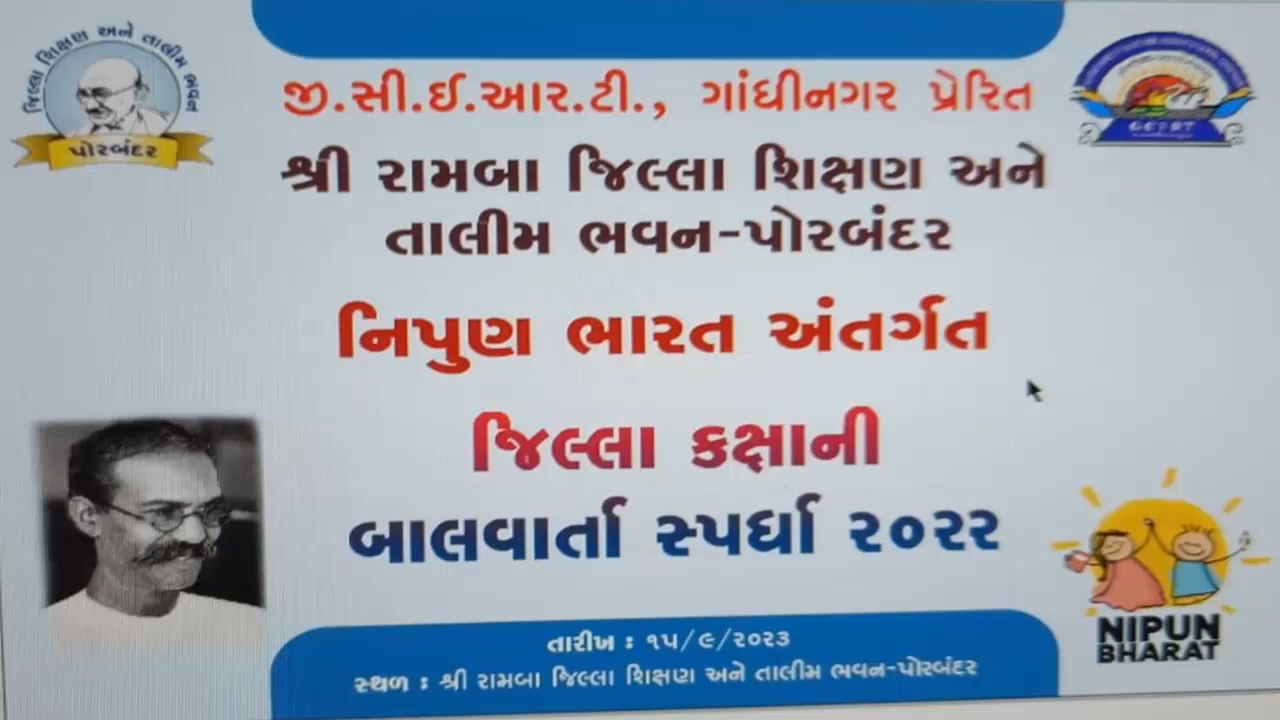 જિલ્લા શિક્ષણ અને તાલીમ ભવન
પોરબંદર
GCERT
જી.સી.ઈ.આર.ટી., ગાંધીનગર પ્રેરિત
શ્રી રામબા જિલ્લા શિક્ષણ અને
તાલીમ ભવન-પોરબંદર
નિપુણ ભારત અંતર્ગત
જિલ્લા કક્ષાની
બાલવાર્તા સ્પર્ધા ૨૦૨૨
NIPUN
BHARAT
તારીખ : ૧૫/૯/૨૦૨૩
સ્થળ : શ્રી રામબા જિલ્લા શિક્ષણ અને તાલીમ ભવન-પોરબંદર